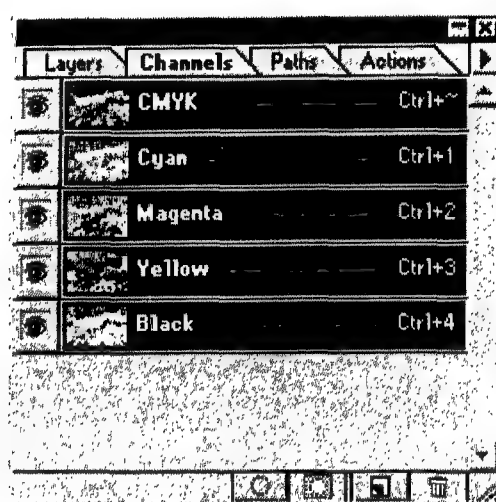 Layers Channels Paths Actions
CMYK Ctrl+~
Cyan Ctrl+1
Magenta Ctrl+2
Yellow Ctrl+3
Black Ctrl+4